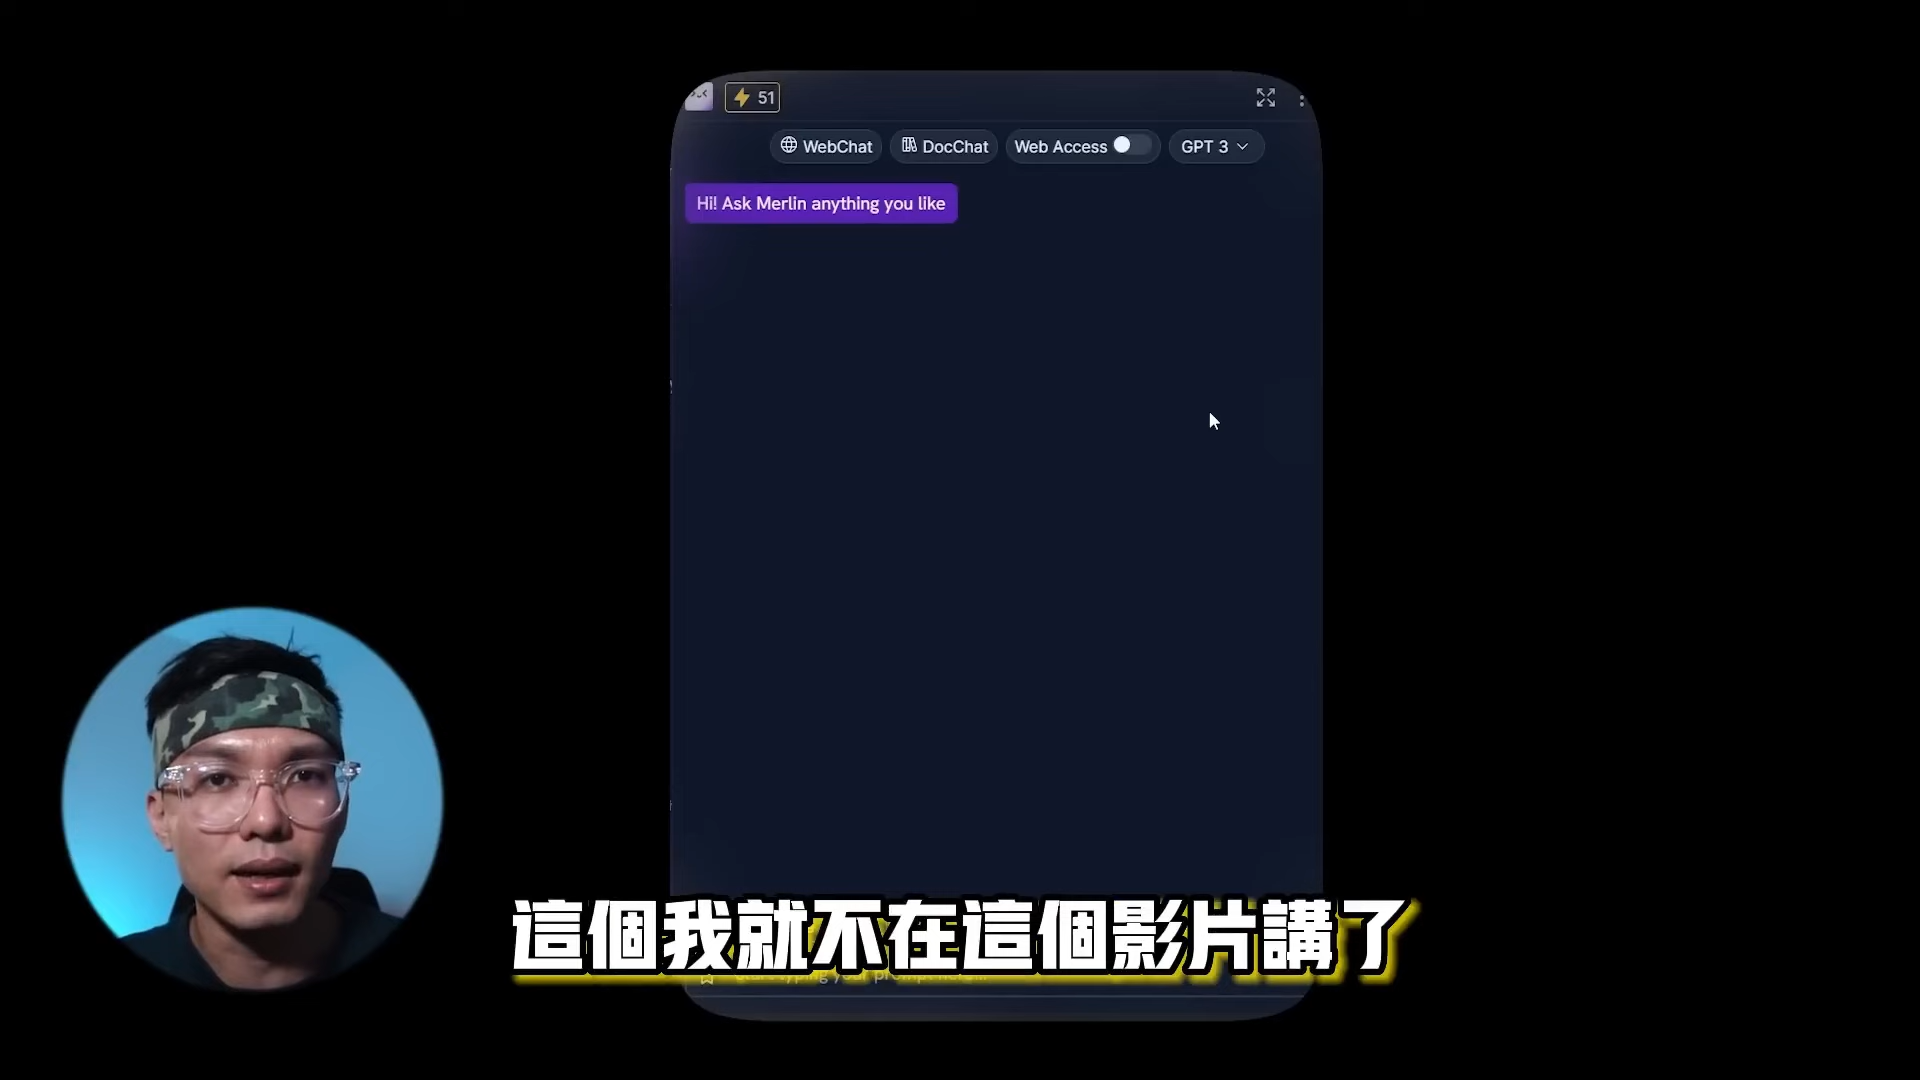 51
WebChat DocChat Web Access GPT 3
Hi! Ask Merlin anything you like
這個我就不在這個影片講了